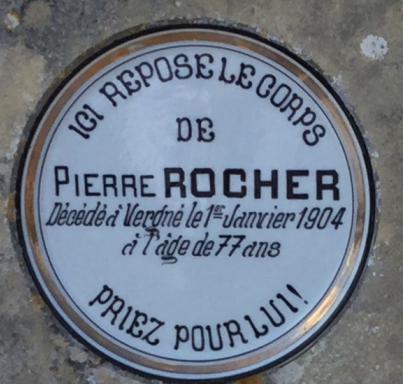 ICI REPOSE LE CORPS
DE
PIERRE ROCHER
Décédé à Vergné le 1er Janvier 1904
à l'âge de 77 ans
PRIEZ POUR LUI!